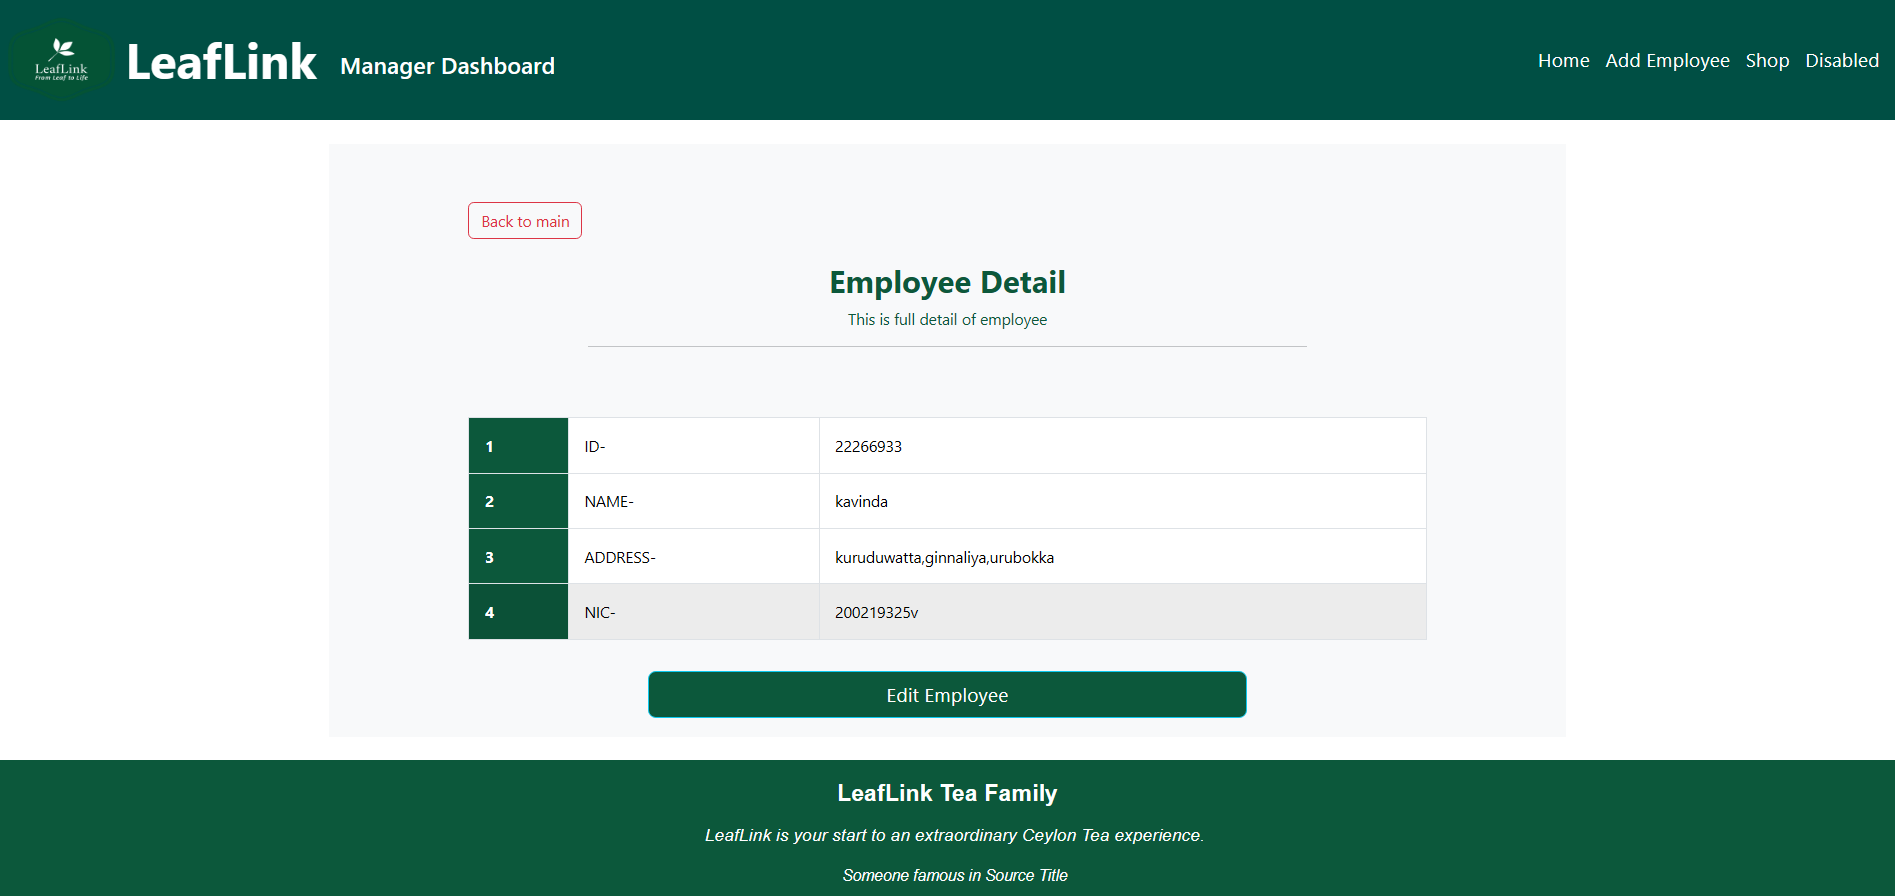 LeafLink
From Leaf to Life
LeafLink Manager Dashboard
Home Add Employee Shop Disabled
Back to main
Employee Detail
This is full detail of employee
1 ID- 22266933
2 NAME- kavinda
3 ADDRESS- kuruduwatta,ginnaliya,urubokka
4 NIC- 200219325v
Edit Employee
LeafLink Tea Family
LeafLink is your start to an extraordinary Ceylon Tea experience.
Someone famous in Source Title